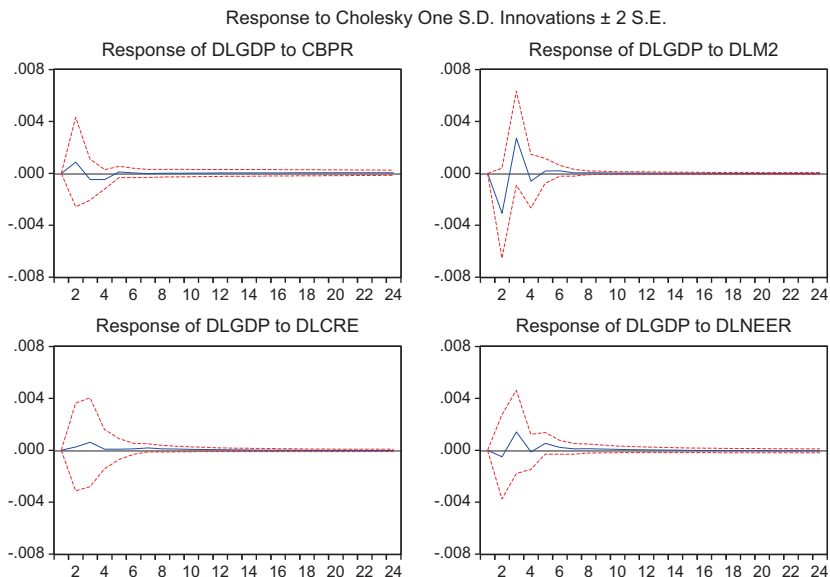 Response to Cholesky One S.D. Innovations ± 2 S.E.
Response of DLGDP to CBPR
.008
.004
.000
-.004
-.008
2 4 6 8 10 12 14 16 18 20 22 24
Response of DLGDP to DLM2
.008
.004
.000
-.004
-.008
2 4 6 8 10 12 14 16 18 20 22 24
Response of DLGDP to DLCRE
.008
.004
.000
-.004
-.008
2 4 6 8 10 12 14 16 18 20 22 24
Response of DLGDP to DLNEER
.008
.004
.000
-.004
-.008
2 4 6 8 10 12 14 16 18 20 22 24